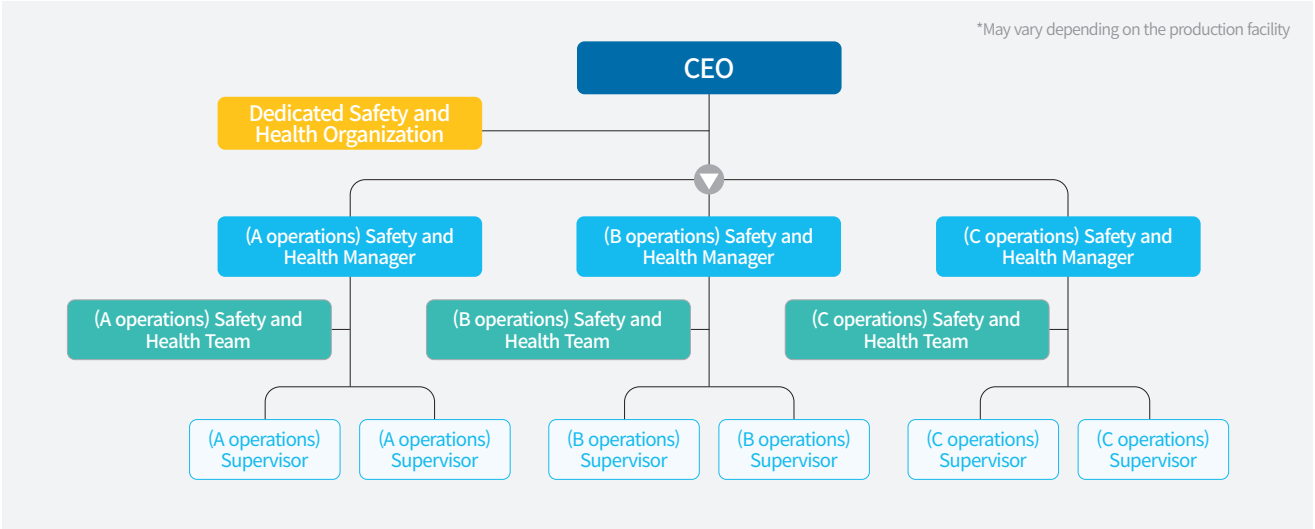 *May vary depending on the production facility
CEO
Dedicated Safety and
Health Organization
(A operations) Safety and
Health Manager
(B operations) Safety and
Health Manager
(C operations) Safety and
Health Manager
(A operations) Safety and
Health Team
(B operations) Safety and
Health Team
(C operations) Safety and
Health Team
(A operations)
Supervisor
(A operations)
Supervisor
(B operations)
Supervisor
(B operations)
Supervisor
(C operations)
Supervisor
(C operations)
Supervisor